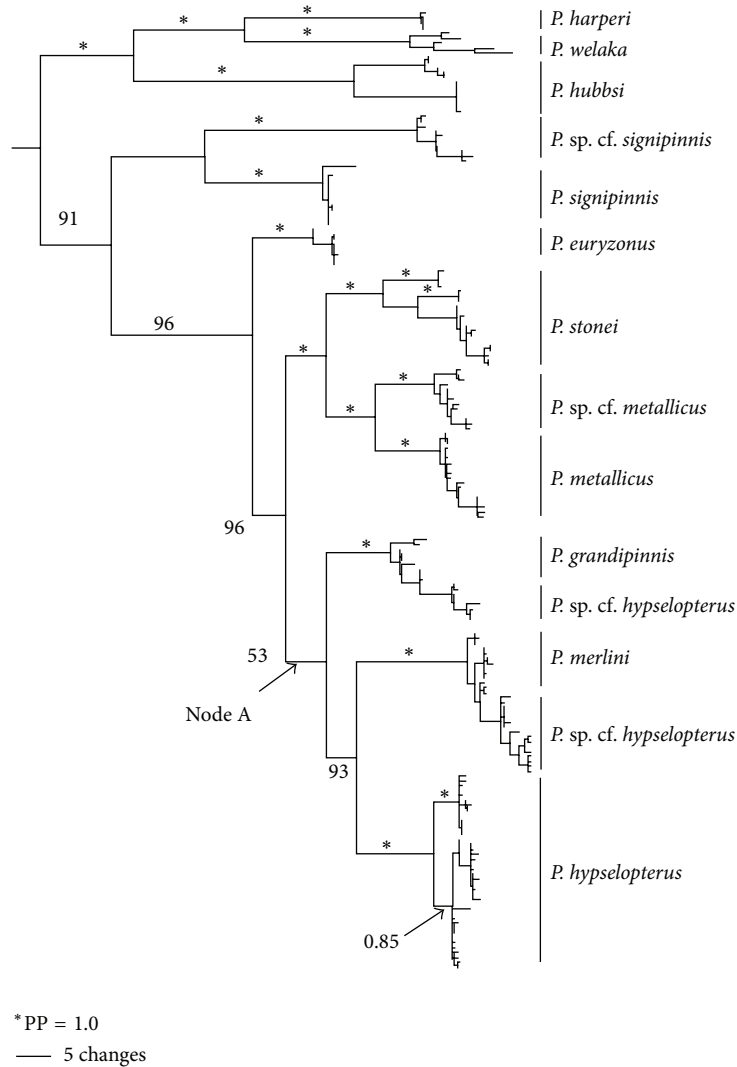 P. harperi
P. welaka
P. hubbsi
P. sp. cf. signipinnis
P. signipinnis
P. euryzonus
P. stonei
P. sp. cf. metallicus
P. metallicus
P. grandipinnis
P. sp. cf. hypselopterus
P. merlini
P. sp. cf. hypselopterus
P. hypselopterus
* * *
*
*
*
91
*
*
96
*
* * *
*
* *
*
96
*
53
*
Node A
93
*
*
0.85
*PP = 1.0
5 changes